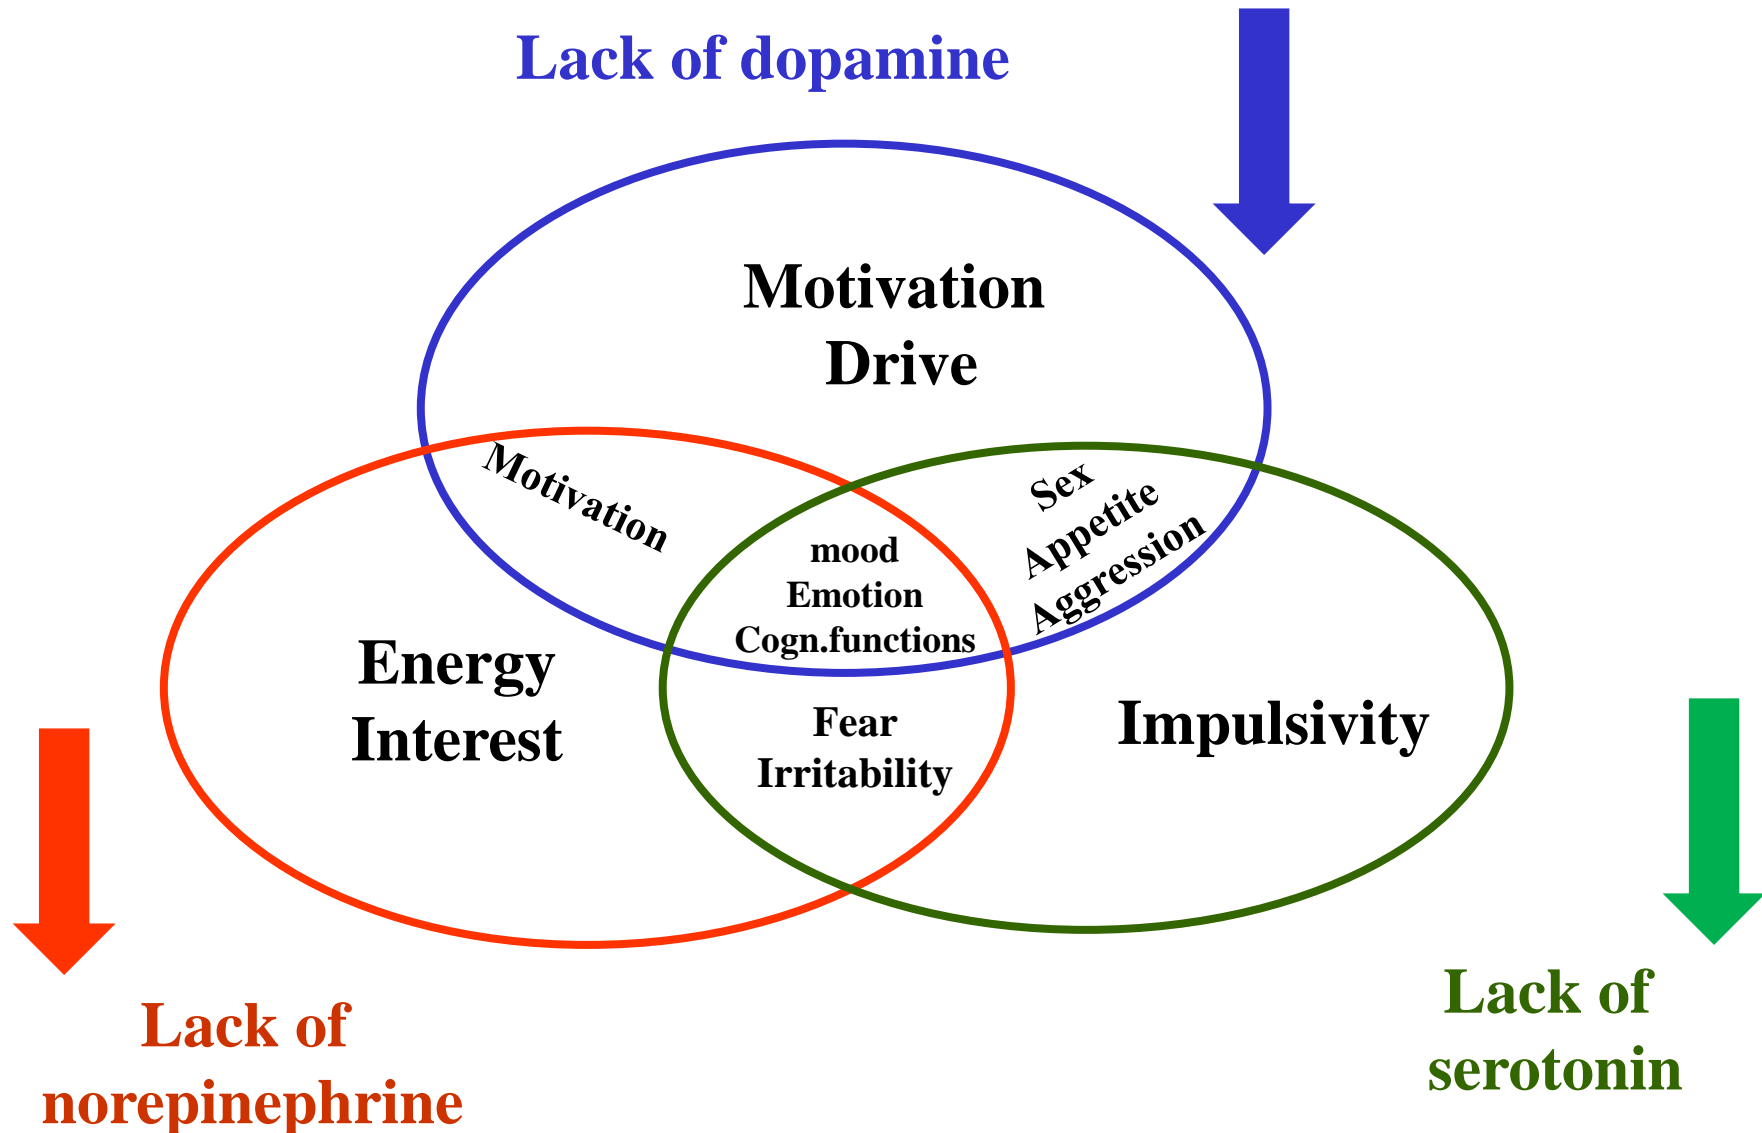 Lack of dopamine
Motivation
Drive
Motivation
Sex
Appetite
Aggression
mood
Emotion
Cogn.functions
Energy
Interest
Fear
Irritability
Impulsivity
Lack of
norepinephrine
Lack of
serotonin